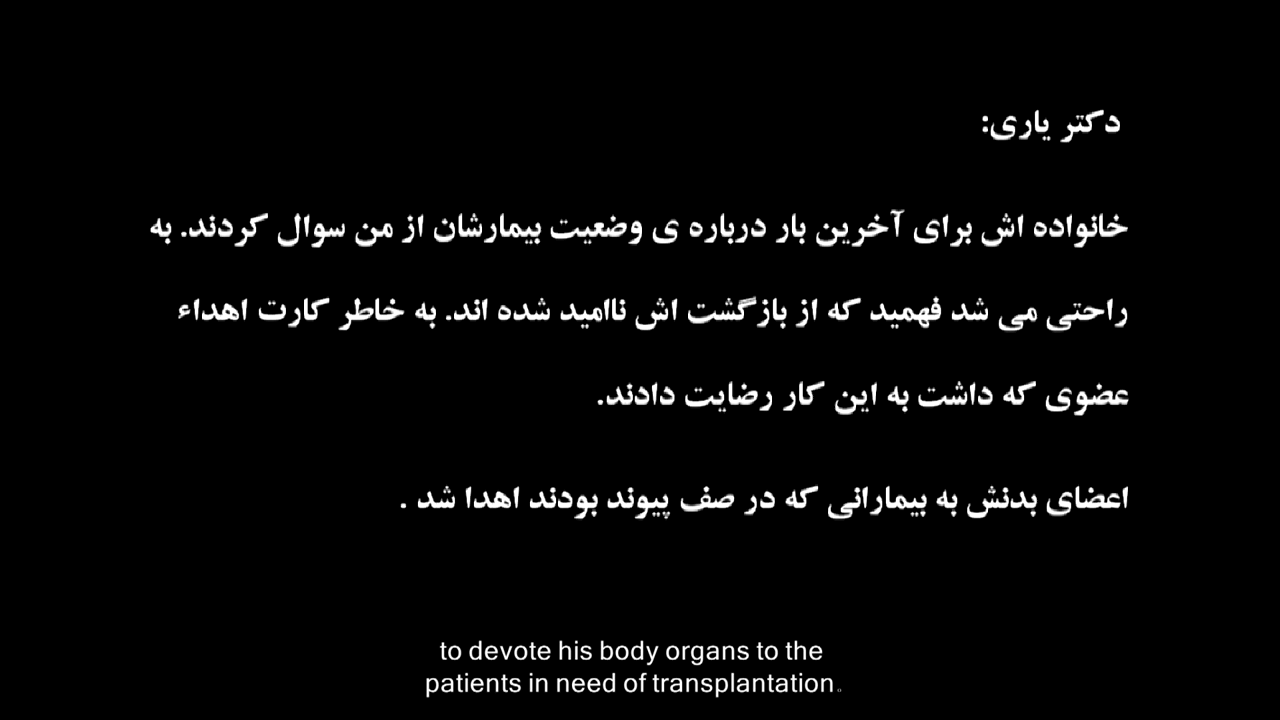 دکتر یاری:
خانواده اش برای آخرین بار درباره ی وضعیت بیمارشان از من سوال کردند. به
راحتی می شد فهمید که از بازگشت اش ناامید شده اند. به خاطر کارت اهداء
عضوی که داشت به این کار رضایت دادند.
اعضای بدنش به بیمارانی که در صف پیوند بودند اهدا شد .
to devote his body organs to the
patients in need of transplantation.